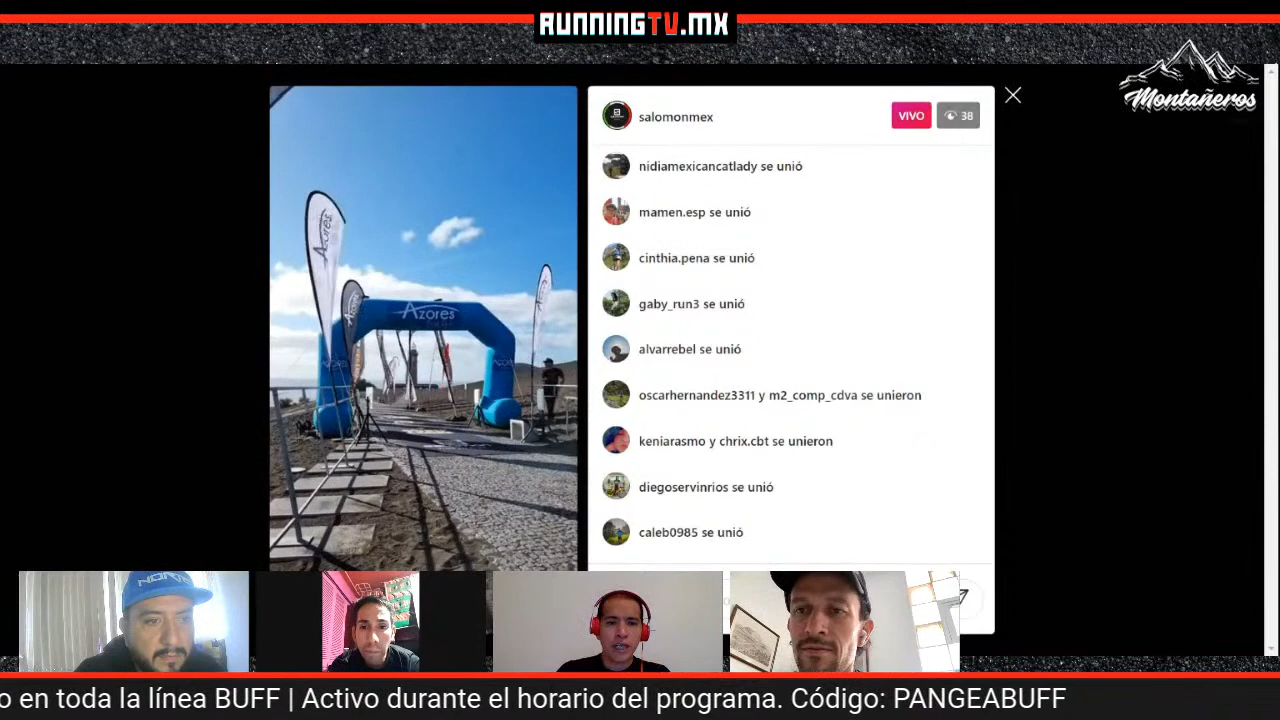 RUNNINGTV.MX
Montañeros
salomonmex
VIVO
38
nidiamexicancatlady se unió
mamen.esp se unió
cinthia.pena se unió
gaby_run3 se unió
alvarrebel se unió
oscarhernandez3311 y m2_comp_cdva se unieron
keniarasmo y chrix.cbt se unieron
diegoservinrios se unió
caleb0985 se unió
Azores
Azores
Azores
o en toda la línea BUFF | Activo durante el horario del programa. Código: PANGEABUFF